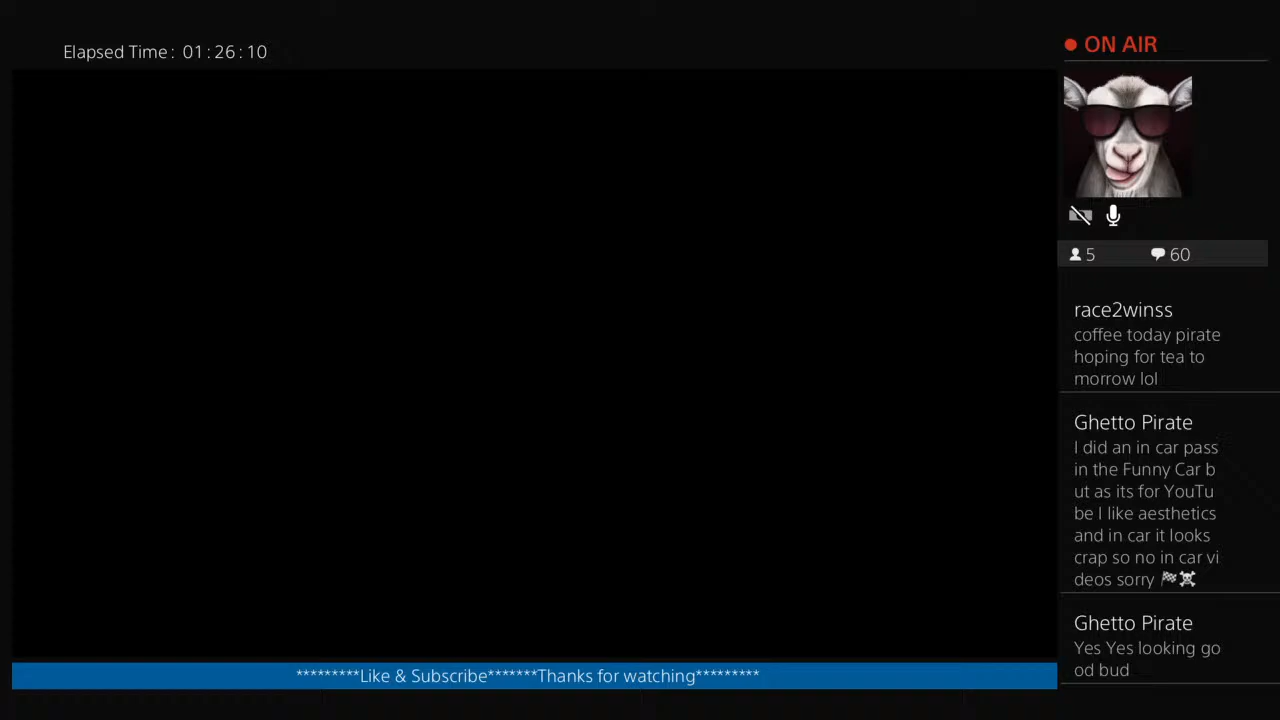 Elapsed Time: 01:26:10
ON AIR
5 60
race2winss
coffee today pirate
hoping for tea to
morrow lol
Ghetto Pirate
I did an in car pass
in the Funny Car b
ut as its for YouTu
be I like aesthetics
and in car it looks
crap so no in car vi
deos sorry 🏁☠
Ghetto Pirate
Yes Yes looking go
od bud
*********Like & Subscribe*******Thanks for watching*********